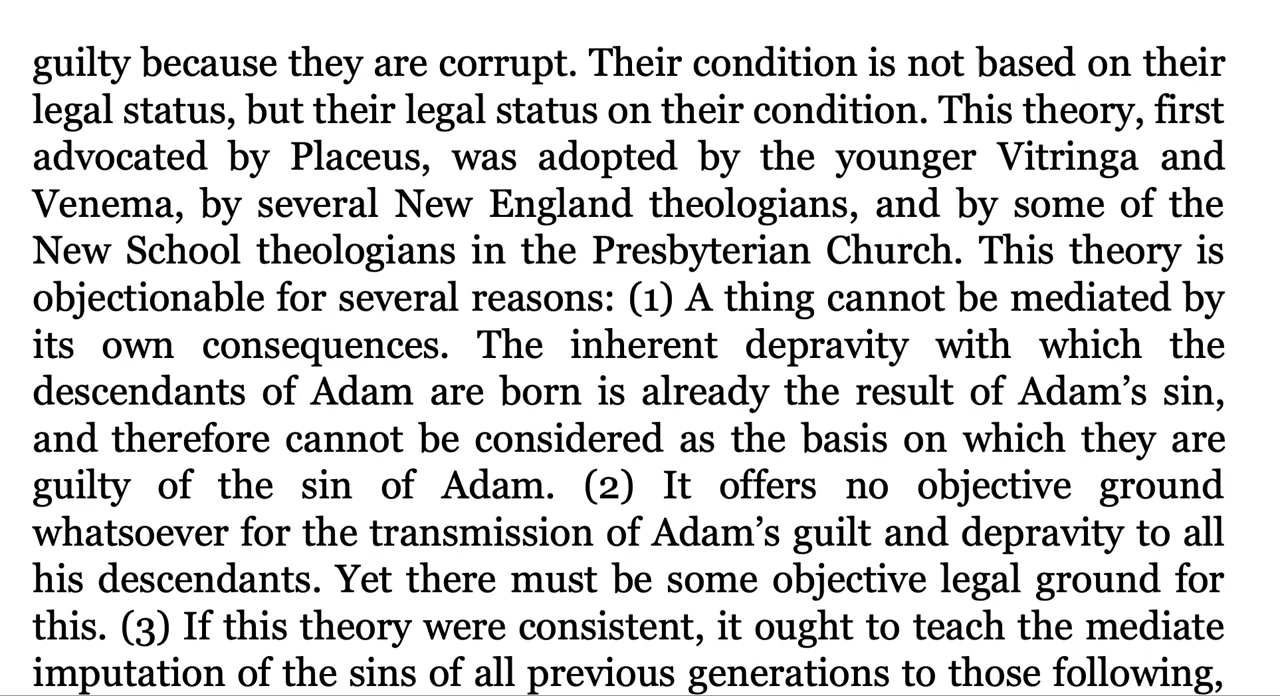 guilty because they are corrupt. Their condition is not based on their
legal status, but their legal status on their condition. This theory, first
advocated by Placeus, was adopted by the younger Vitringa and
Venema, by several New England theologians, and by some of the
New School theologians in the Presbyterian Church. This theory is
objectionable for several reasons: (1) A thing cannot be mediated by
its own consequences. The inherent depravity with which the
descendants of Adam are born is already the result of Adam’s sin,
and therefore cannot be considered as the basis on which they are
guilty of the sin of Adam. (2) It offers no objective ground
whatsoever for the transmission of Adam’s guilt and depravity to all
his descendants. Yet there must be some objective legal ground for
this. (3) If this theory were consistent, it ought to teach the mediate
imputation of the sins of all previous generations to those following,